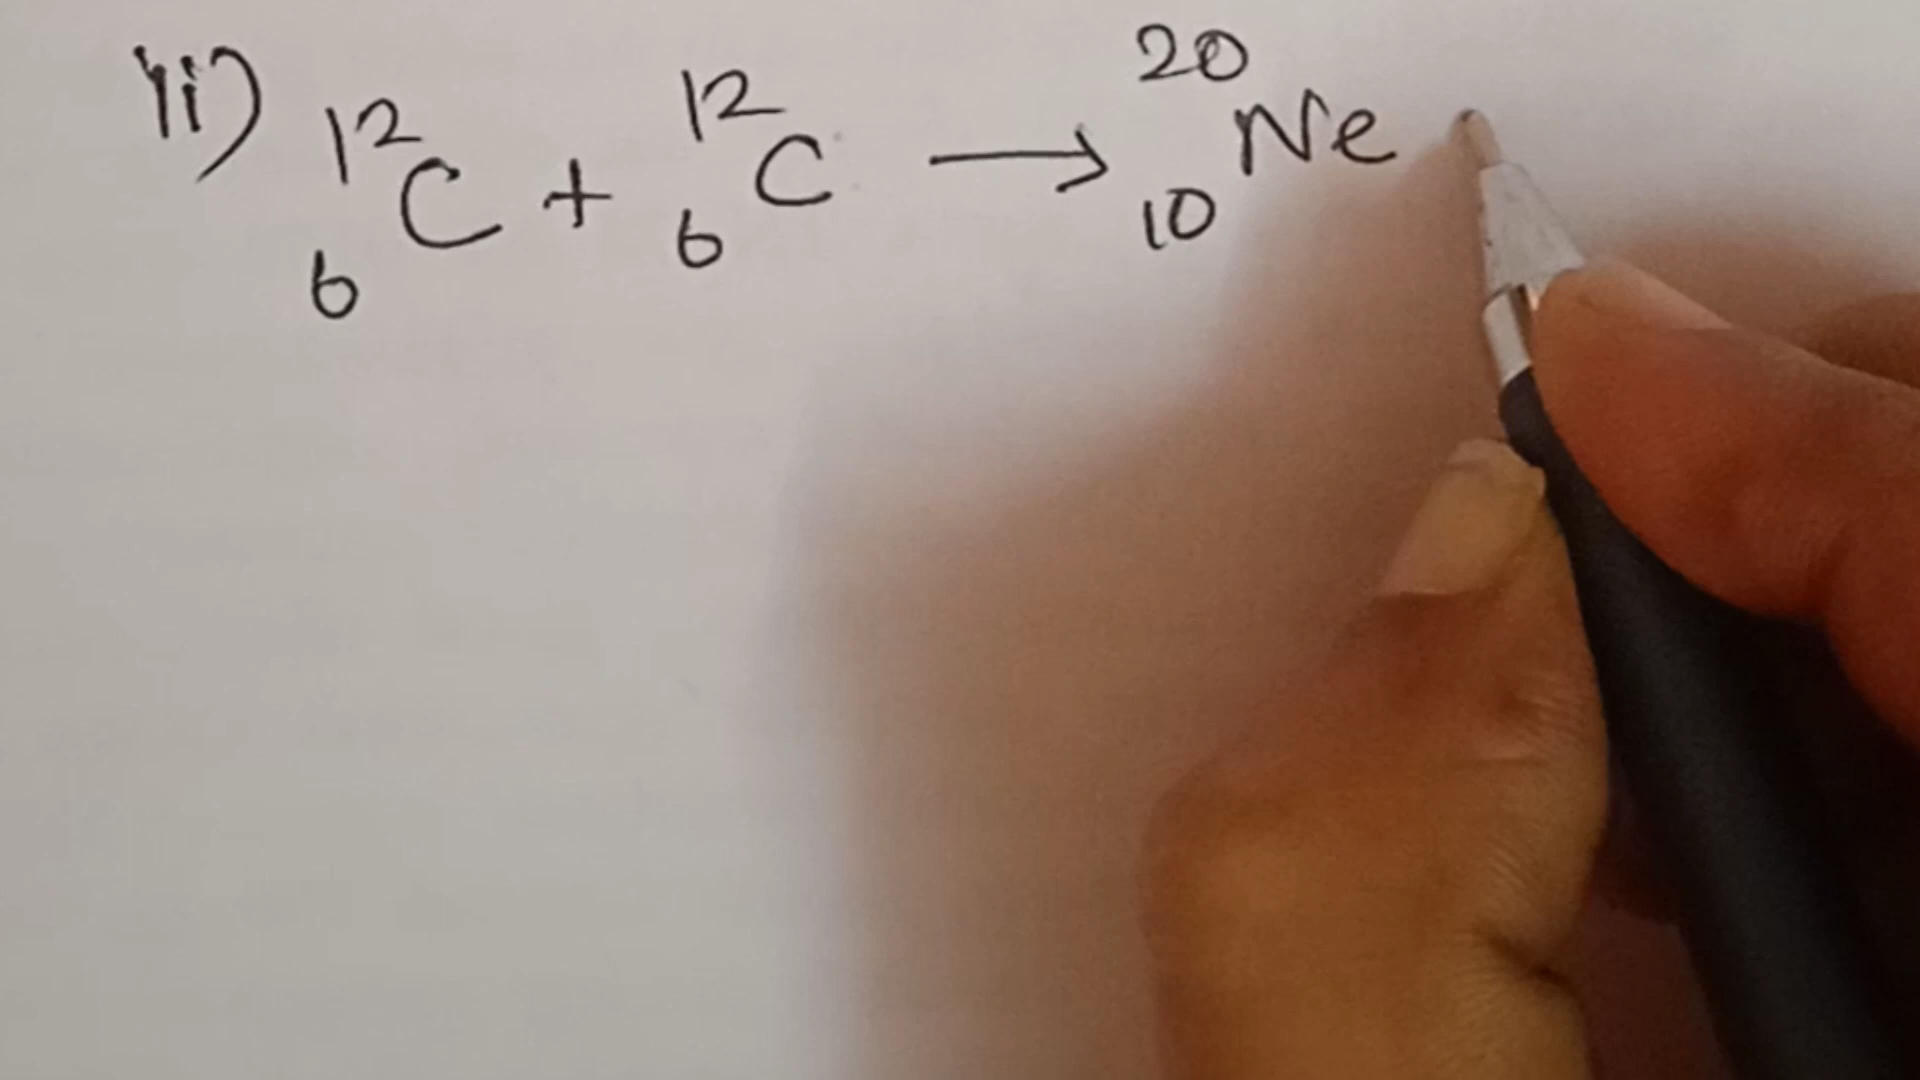 ii) ¹²₆C + ¹²₆C → ²⁰₁₀Ne